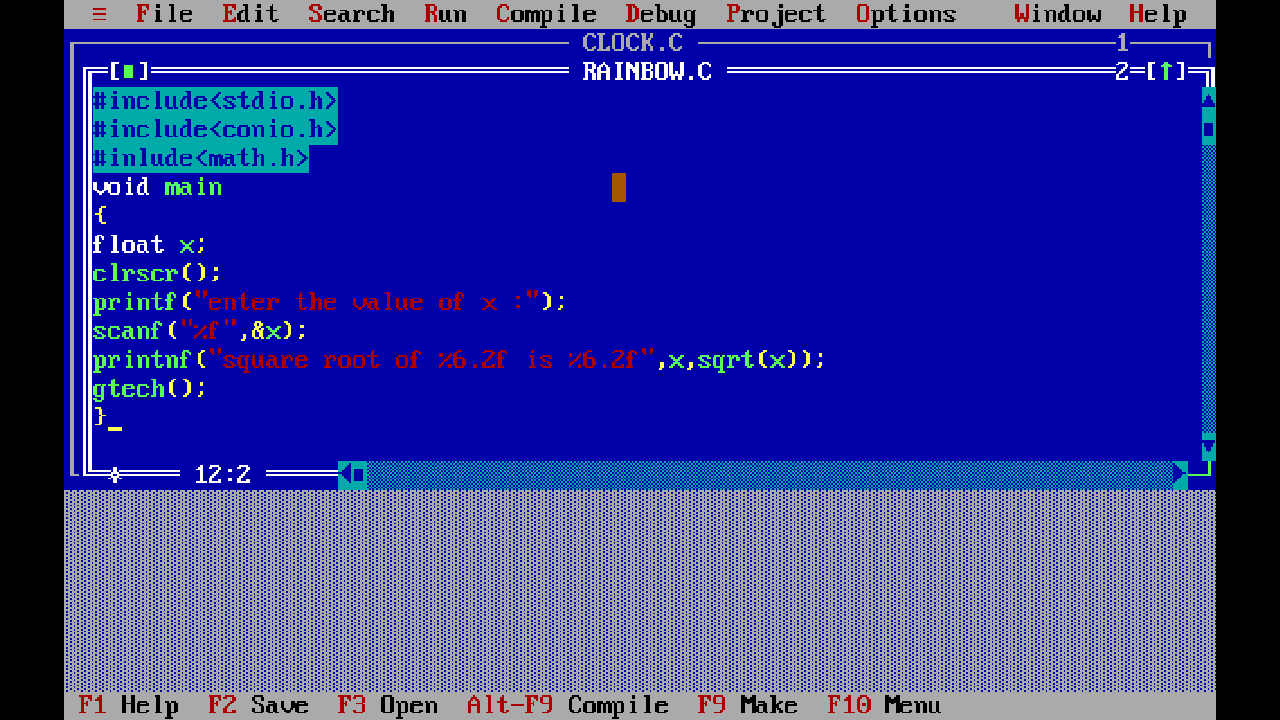 ≡ File Edit Search Run Compile Debug Project Options Window Help
CLOCK.C 1
[■] RAINBOW.C 2=[↑]
#include<stdio.h>
#include<conio.h>
#inlude<math.h>
void main
{
float x;
clrscr();
printf("enter the value of x :");
scanf("%f",&x);
printnf("square root of %6.2f is %6.2f",x,sqrt(x));
gtech();
}
12:2
F1 Help F2 Save F3 Open Alt-F9 Compile F9 Make F10 Menu